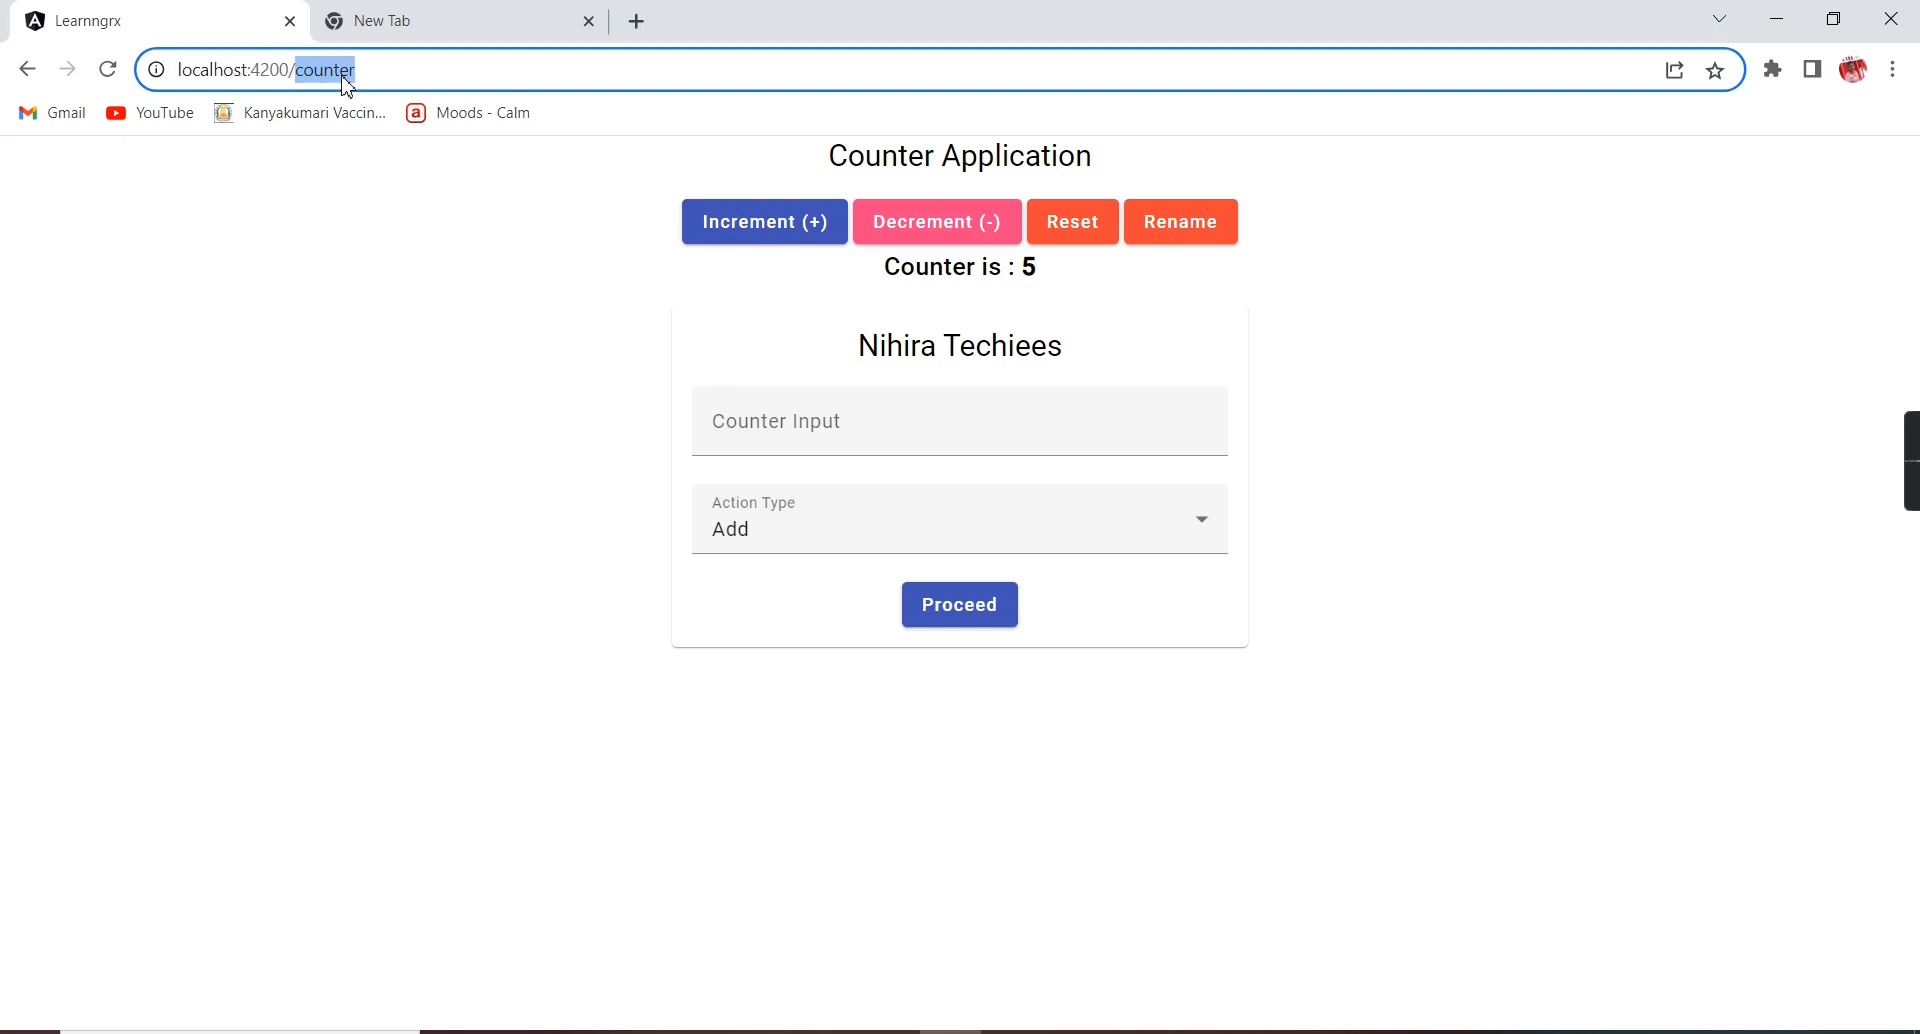 Learnngrx
New Tab
localhost:4200/counter
Gmail
YouTube
Kanyakumari Vaccin...
a
Moods - Calm
Counter Application
Increment (+)
Decrement (-)
Reset
Rename
Counter is : 5
Nihira Techiees
Counter Input
Action Type
Add
Proceed